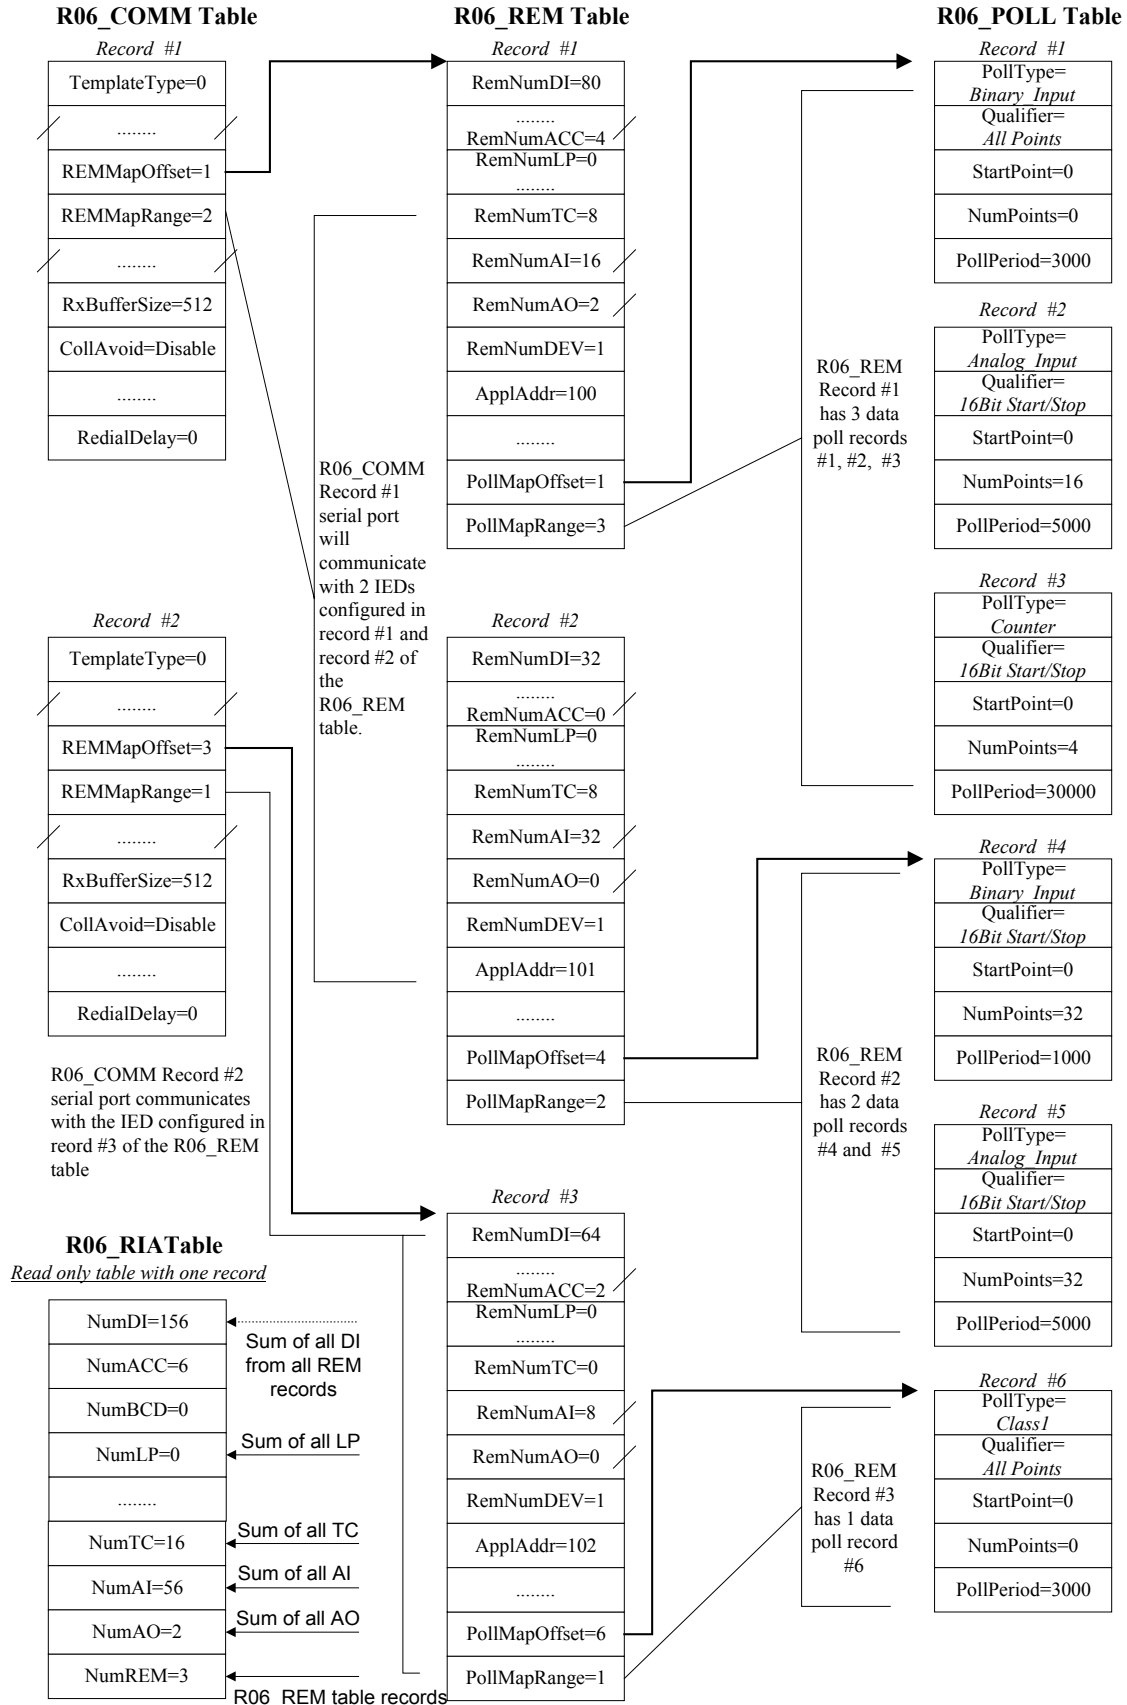 R06_COMM Table
Record #1
TemplateType=0
........
REMMapOffset=1
REMMapRange=2
........
RxBufferSize=512
CollAvoid=Disable
........
RedialDelay=0
Record #2
TemplateType=0
........
REMMapOffset=3
REMMapRange=1
........
RxBufferSize=512
CollAvoid=Disable
........
RedialDelay=0
R06_COMM Record #2
serial port communicates
with the IED configured in
reord #3 of the R06_REM
table
R06_RIATable
Read only table with one record
NumDI=156
NumACC=6
NumBCD=0
NumLP=0
........
NumTC=16
NumAI=56
NumAO=2
NumREM=3
Sum of all DI
from all REM
records
Sum of all LP
Sum of all TC
Sum of all AI
Sum of all AO
R06_REM table records
R06_COMM
Record #1
serial port
will
communicate
with 2 IEDs
configured in
record #1 and
record #2 of
the
R06_REM
table.
R06_REM Table
Record #1
RemNumDI=80
........
RemNumACC=4
RemNumLP=0
........
RemNumTC=8
RemNumAI=16
RemNumAO=2
RemNumDEV=1
ApplAddr=100
........
PollMapOffset=1
PollMapRange=3
Record #2
RemNumDI=32
........
RemNumACC=0
RemNumLP=0
........
RemNumTC=8
RemNumAI=32
RemNumAO=0
RemNumDEV=1
ApplAddr=101
........
PollMapOffset=4
PollMapRange=2
Record #3
RemNumDI=64
........
RemNumACC=2
RemNumLP=0
........
RemNumTC=0
RemNumAI=8
RemNumAO=0
RemNumDEV=1
ApplAddr=102
........
PollMapOffset=6
PollMapRange=1
R06_REM
Record #1
has 3 data
poll records
#1, #2, #3
R06_REM
Record #2
has 2 data
poll records
#4 and #5
R06_REM
Record #3
has 1 data
poll record
#6
R06_POLL Table
Record #1
PollType=
Binary_Input
Qualifier=
All Points
StartPoint=0
NumPoints=0
PollPeriod=3000
Record #2
PollType=
Analog_Input
Qualifier=
16Bit Start/Stop
StartPoint=0
NumPoints=16
PollPeriod=5000
Record #3
PollType=
Counter
Qualifier=
16Bit Start/Stop
StartPoint=0
NumPoints=4
PollPeriod=30000
Record #4
PollType=
Binary_Input
Qualifier=
16Bit Start/Stop
StartPoint=0
NumPoints=32
PollPeriod=1000
Record #5
PollType=
Analog_Input
Qualifier=
16Bit Start/Stop
StartPoint=0
NumPoints=32
PollPeriod=5000
Record #6
PollType=
Class1
Qualifier=
All Points
StartPoint=0
NumPoints=0
PollPeriod=3000